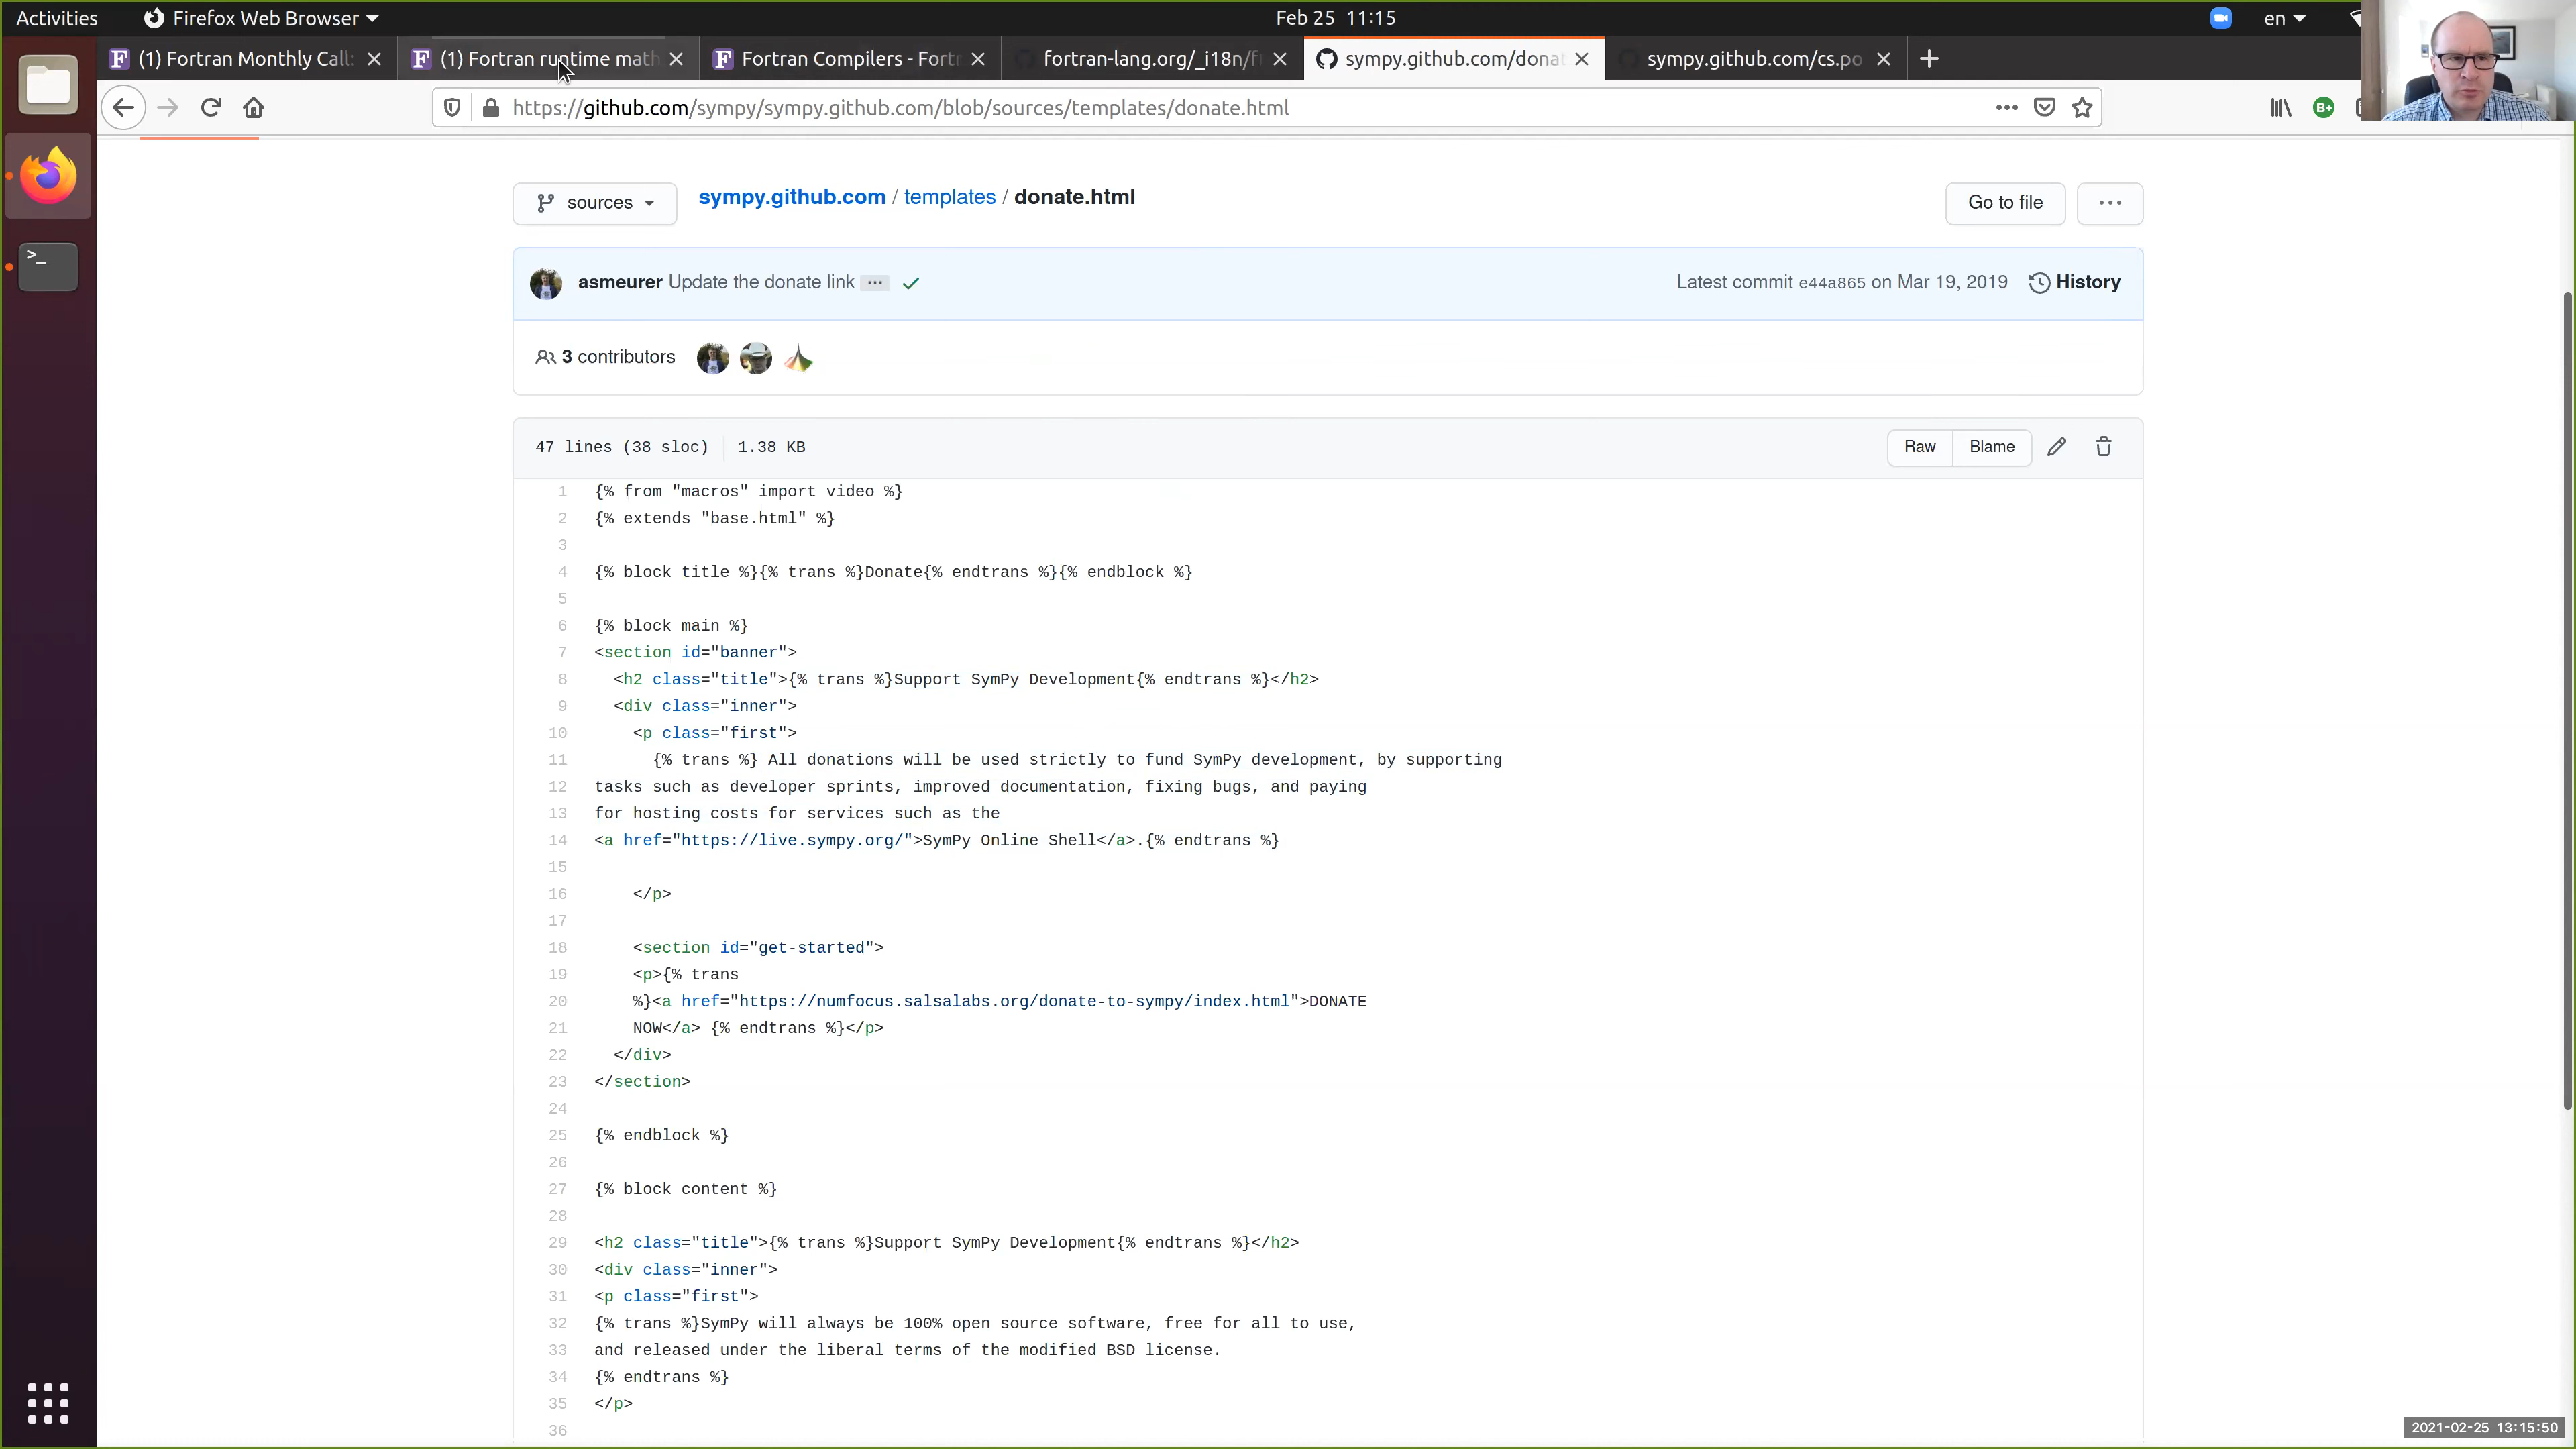 Activities
Firefox Web Browser
Feb 25 11:15
en
(1) Fortran Monthly Call:
(1) Fortran runtime math
Fortran Compilers - Fortr
fortran-lang.org/_i18n/f
sympy.github.com/donat
sympy.github.com/cs.po
https://github.com/sympy/sympy.github.com/blob/sources/templates/donate.html
B+
sources
sympy.github.com / templates / donate.html
Go to file
asmeurer Update the donate link
Latest commit e44a865 on Mar 19, 2019
History
3 contributors
47 lines (38 sloc)
1.38 KB
Raw
Blame
1 {% from "macros" import video %}
2 {% extends "base.html" %}
3
4 {% block title %}{% trans %}Donate{% endtrans %}{% endblock %}
5
6 {% block main %}
7 <section id="banner">
8 <h2 class="title">{% trans %}Support SymPy Development{% endtrans %}</h2>
9 <div class="inner">
10 <p class="first">
11 {% trans %} All donations will be used strictly to fund SymPy development, by supporting
12 tasks such as developer sprints, improved documentation, fixing bugs, and paying
13 for hosting costs for services such as the
14 <a href="https://live.sympy.org/">SymPy Online Shell</a>.{% endtrans %}
15
16 </p>
17
18 <section id="get-started">
19 <p>{% trans
20 %}<a href="https://numfocus.salsalabs.org/donate-to-sympy/index.html">DONATE
21 NOW</a> {% endtrans %}</p>
22 </div>
23 </section>
24
25 {% endblock %}
26
27 {% block content %}
28
29 <h2 class="title">{% trans %}Support SymPy Development{% endtrans %}</h2>
30 <div class="inner">
31 <p class="first">
32 {% trans %}SymPy will always be 100% open source software, free for all to use,
33 and released under the liberal terms of the modified BSD license.
34 {% endtrans %}
35 </p>
36
2021-02-25 13:15:50